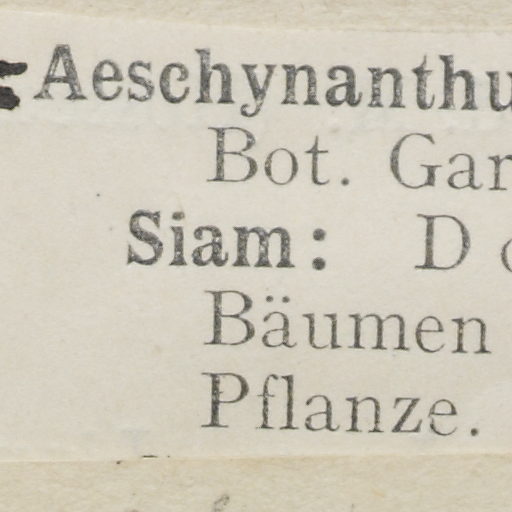 Aeschynanthu
Bot. Gar
Siam: D
Bäumen
Pflanze.